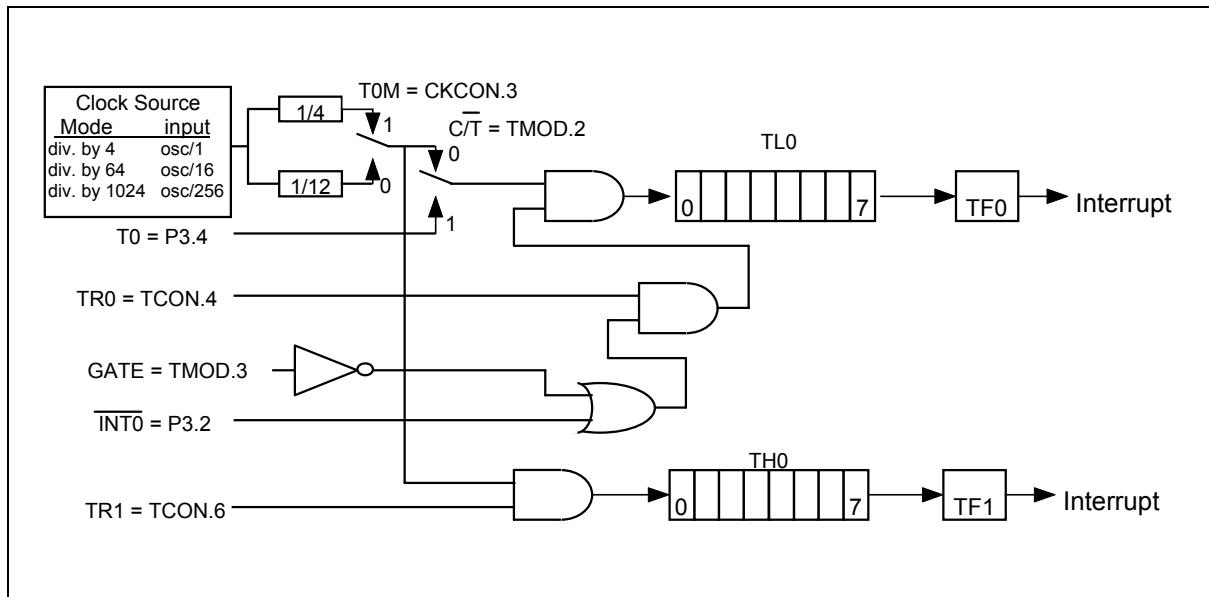 Clock Source
Mode input
div. by 4 osc/1
div. by 64 osc/16
div. by 1024 osc/256
1/4
1/12
T0M = CKCON.3
1
0
C/T̅ = TMOD.2
0
1
T0 = P3.4
TL0
0 7
TF0
Interrupt
TR0 = TCON.4
GATE = TMOD.3
I̅N̅T̅0̅ = P3.2
TR1 = TCON.6
TH0
0 7
TF1
Interrupt